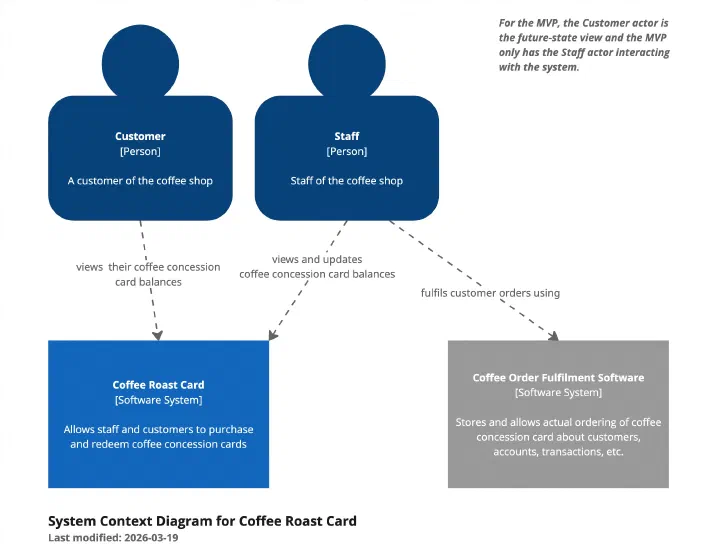 For the MVP, the Customer actor is
the future-state view and the MVP
only has the Staff actor interacting
with the system.
Customer
[Person]
A customer of the coffee shop
Staff
[Person]
Staff of the coffee shop
views their coffee concession
card balances
views and updates
coffee concession card balances
fulfils customer orders using
Coffee Roast Card
[Software System]
Allows staff and customers to purchase
and redeem coffee concession cards
Coffee Order Fulfilment Software
[Software System]
Stores and allows actual ordering of coffee
concession card about customers,
accounts, transactions, etc.
System Context Diagram for Coffee Roast Card
Last modified: 2026-03-19